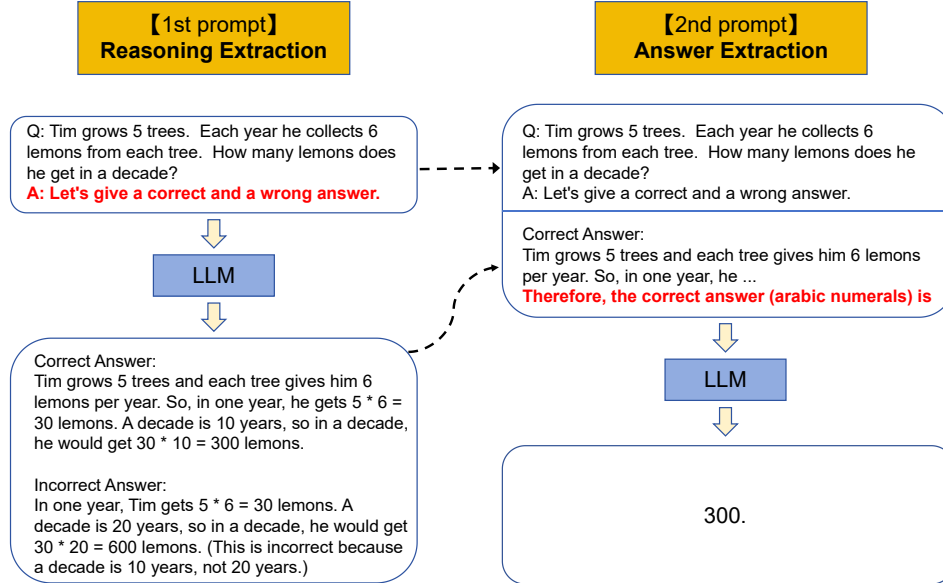 【1st prompt】
Reasoning Extraction
Q: Tim grows 5 trees.  Each year he collects 6
lemons from each tree.  How many lemons does
he get in a decade?
A: Let's give a correct and a wrong answer.
LLM
Correct Answer:
Tim grows 5 trees and each tree gives him 6
lemons per year. So, in one year, he gets 5 * 6 =
30 lemons. A decade is 10 years, so in a decade,
he would get 30 * 10 = 300 lemons.
Incorrect Answer:
In one year, Tim gets 5 * 6 = 30 lemons. A
decade is 20 years, so in a decade, he would get
30 * 20 = 600 lemons. (This is incorrect because
a decade is 10 years, not 20 years.)
【2nd prompt】
Answer Extraction
Q: Tim grows 5 trees.  Each year he collects 6
lemons from each tree.  How many lemons does
he get in a decade?
A: Let's give a correct and a wrong answer.
Correct Answer:
Tim grows 5 trees and each tree gives him 6 lemons
per year. So, in one year, he ...
Therefore, the correct answer (arabic numerals) is
LLM
300.